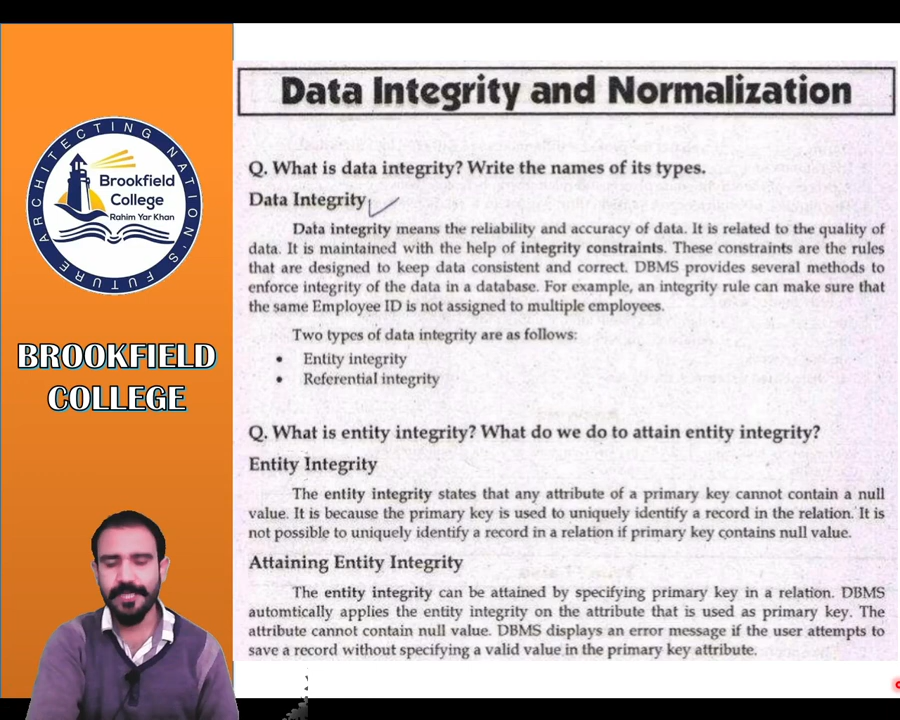 ARCHITECTING NATION'S FUTURE
Brookfield
College
Rahim Yar Khan
BROOKFIELD
COLLEGE
Data Integrity and Normalization
Q. What is data integrity? Write the names of its types.
Data Integrity
Data integrity means the reliability and accuracy of data. It is related to the quality of
data. It is maintained with the help of integrity constraints. These constraints are the rules
that are designed to keep data consistent and correct. DBMS provides several methods to
enforce integrity of the data in a database. For example, an integrity rule can make sure that
the same Employee ID is not assigned to multiple employees.
Two types of data integrity are as follows:
• Entity integrity
• Referential integrity
Q. What is entity integrity? What do we do to attain entity integrity?
Entity Integrity
The entity integrity states that any attribute of a primary key cannot contain a null
value. It is because the primary key is used to uniquely identify a record in the relation. It is
not possible to uniquely identify a record in a relation if primary key contains null value.
Attaining Entity Integrity
The entity integrity can be attained by specifying primary key in a relation. DBMS
automtically applies the entity integrity on the attribute that is used as primary key. The
attribute cannot contain null value. DBMS displays an error message if the user attempts to
save a record without specifying a valid value in the primary key attribute.